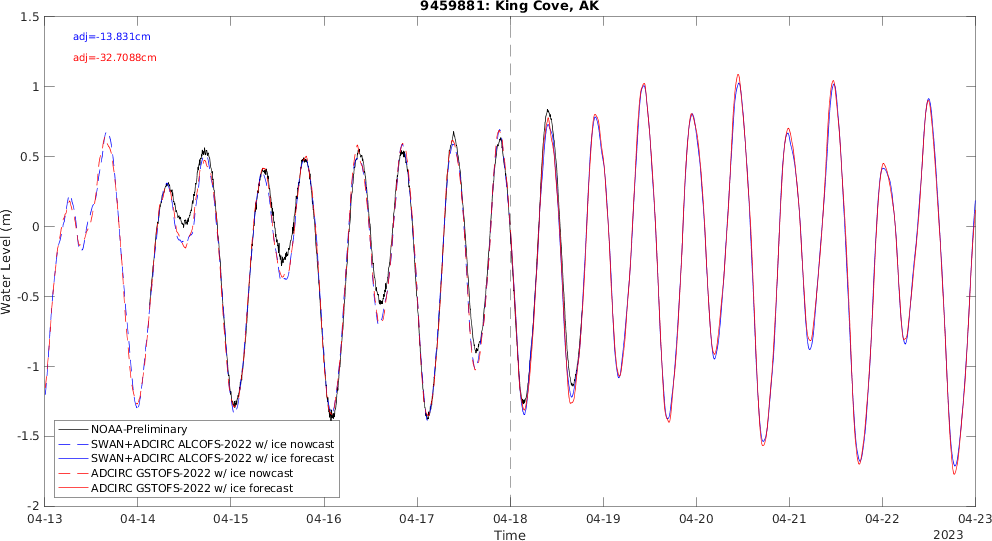 9459881: King Cove, AK
adj=-13.831cm
adj=-32.7088cm
Water Level (m)
1.5
1
0.5
0
-0.5
-1
-1.5
-2
NOAA-Preliminary
SWAN+ADCIRC ALCOFS-2022 w/ ice nowcast
SWAN+ADCIRC ALCOFS-2022 w/ ice forecast
ADCIRC GSTOFS-2022 w/ ice nowcast
ADCIRC GSTOFS-2022 w/ ice forecast
04-13 04-14 04-15 04-16 04-17 04-18 04-19 04-20 04-21 04-22 04-23
Time
2023